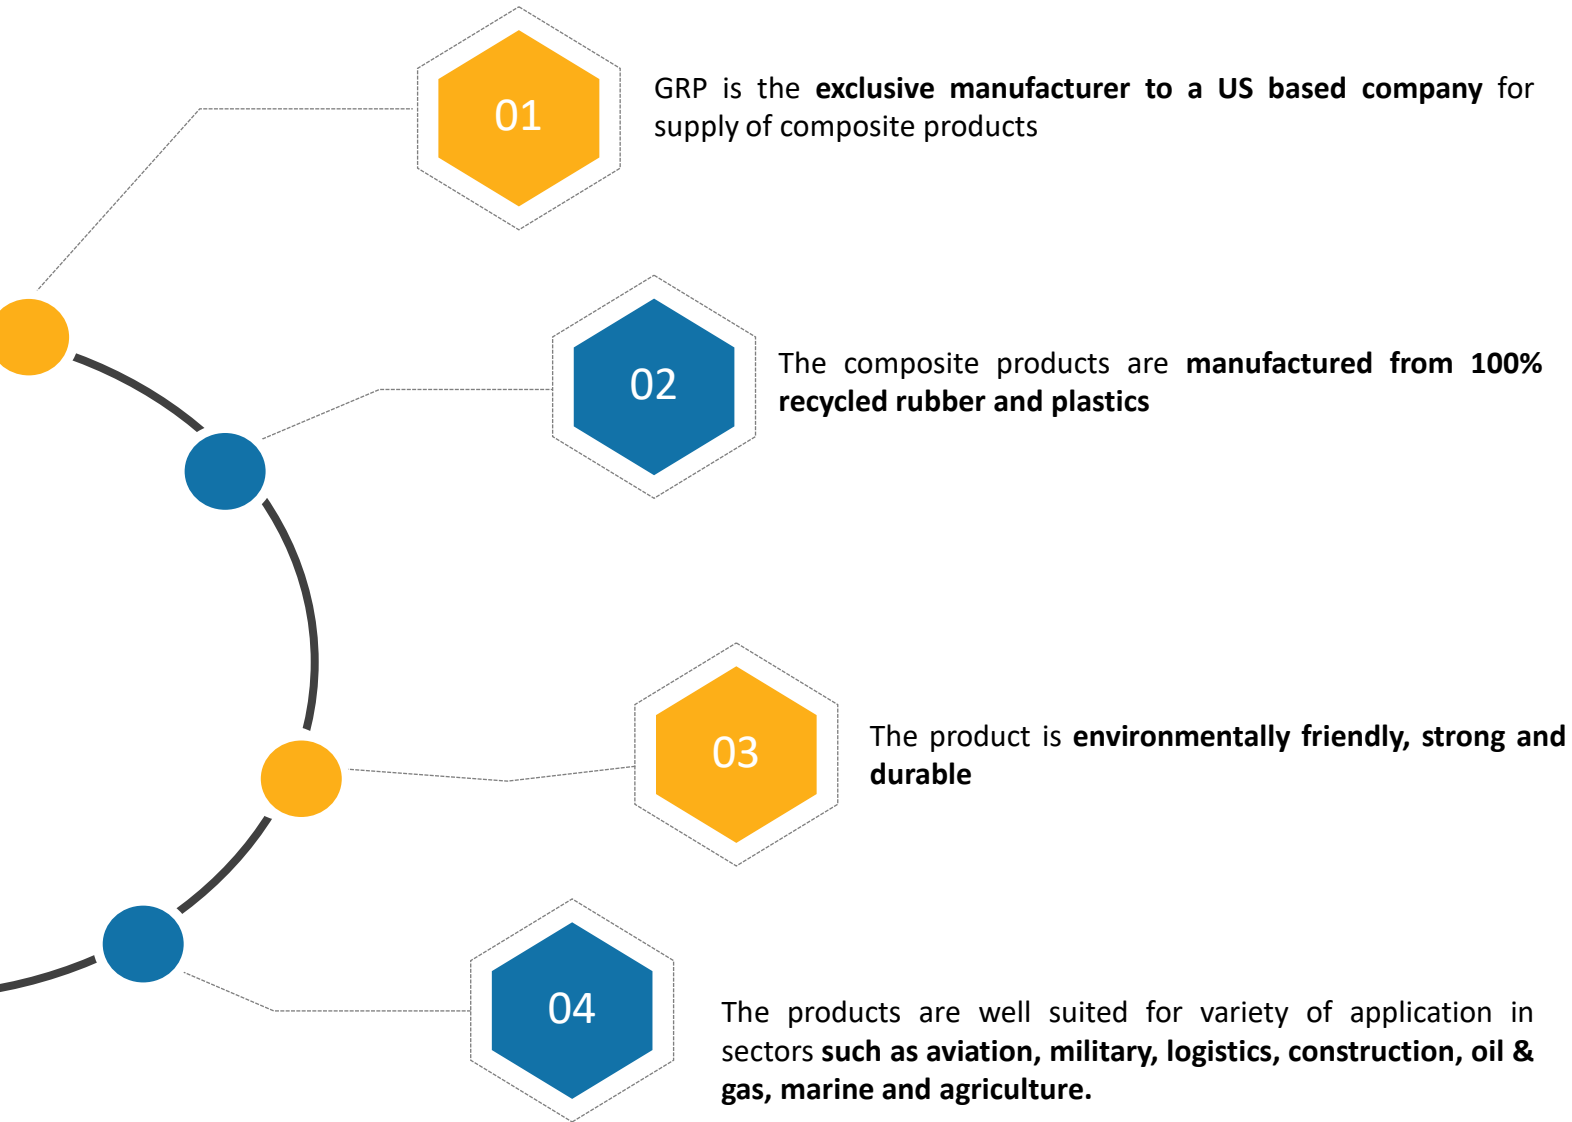 01
GRP is the exclusive manufacturer to a US based company for
supply of composite products
02
The composite products are manufactured from 100%
recycled rubber and plastics
03
The product is environmentally friendly, strong and
durable
04
The products are well suited for variety of application in
sectors such as aviation, military, logistics, construction, oil &
gas, marine and agriculture.